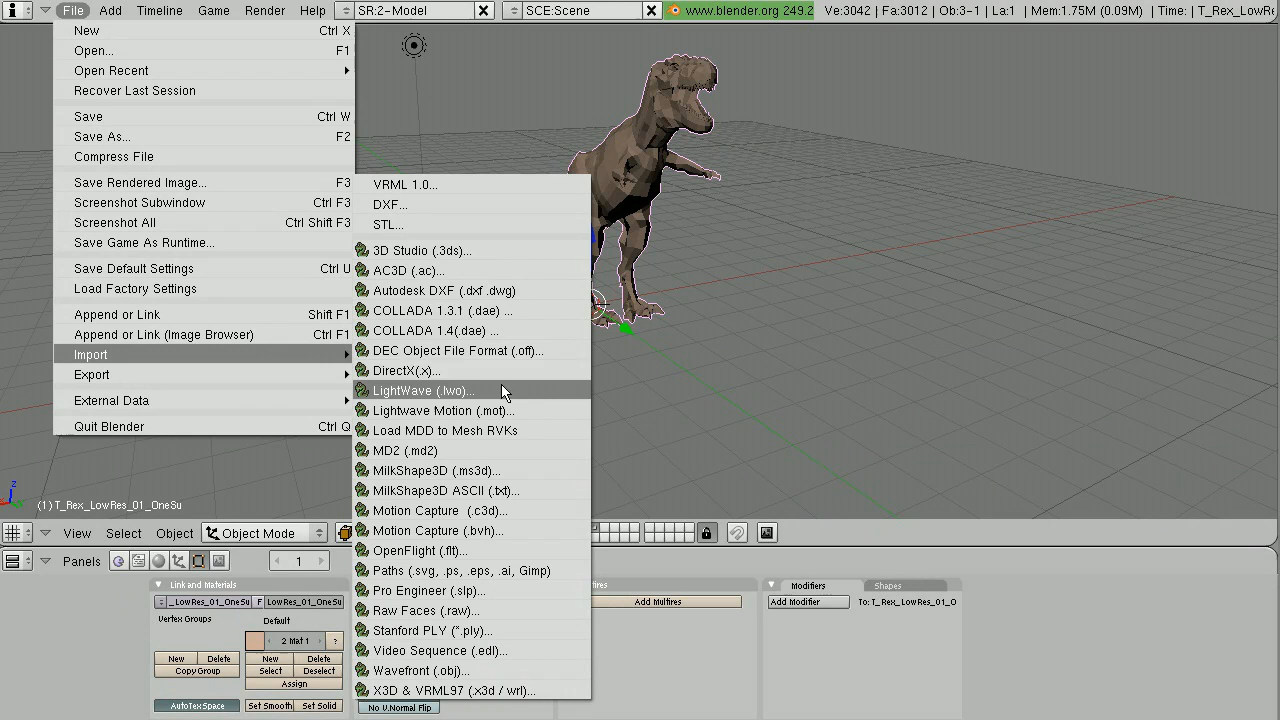 File Add Timeline Game Render Help SR:2-Model SCE:Scene www.blender.org 249.2 Ve:3042 | Fa:3012 | Ob:3-1 | La:1 | Mem:1.75M (0.09M) | Time: | T_Rex_LowRe
New Ctrl X
Open... F1
Open Recent
Recover Last Session
Save Ctrl W
Save As... F2
Compress File
Save Rendered Image... F3
Screenshot Subwindow Ctrl F3
Screenshot All Ctrl Shift F3
Save Game As Runtime...
Save Default Settings Ctrl U
Load Factory Settings
Append or Link Shift F1
Append or Link (Image Browser) Ctrl F1
Import
Export
External Data
Quit Blender Ctrl Q
VRML 1.0...
DXF...
STL...
3D Studio (.3ds)...
AC3D (.ac)...
Autodesk DXF (.dxf .dwg)
COLLADA 1.3.1 (.dae) ...
COLLADA 1.4(.dae) ...
DEC Object File Format (.off)...
DirectX(.x)...
LightWave (.lwo)...
Lightwave Motion (.mot)...
Load MDD to Mesh RVKs
MD2 (.md2)
MilkShape3D (.ms3d)...
MilkShape3D ASCII (.txt)...
Motion Capture (.c3d)...
Motion Capture (.bvh)...
OpenFlight (.flt)...
Paths (.svg, .ps, .eps, .ai, Gimp)
Pro Engineer (.slp)...
Raw Faces (.raw)...
Stanford PLY (*.ply)...
Video Sequence (.edl)...
Wavefront (.obj)...
X3D & VRML97 (.x3d / wrl)...
z
(1) T_Rex_LowRes_01_OneSu
View Select Object Object Mode
Panels 1
Link and Materials
_LowRes_01_OneSu F LowRes_01_OneSu
Vertex Groups Default
2 Mat 1 ?
New Delete New Delete
Copy Group Select Deselect
Assign
AutoTexSpace Set Smooth Set Solid
No V.Normal Flip
ires
Add Multires
Modifiers Shapes
Add Modifier To: T_Rex_LowRes_01_O